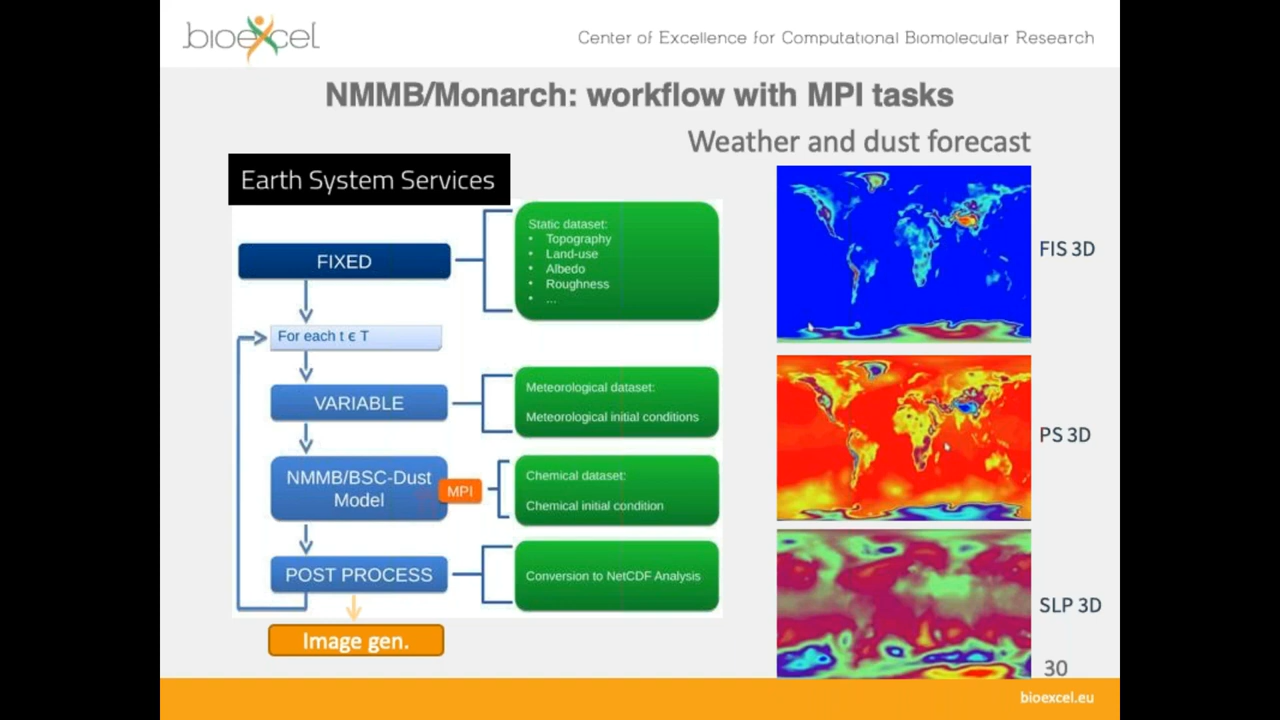 bioexcel
Center of Excellence for Computational Biomolecular Research
NMMB/Monarch: workflow with MPI tasks
Weather and dust forecast
Earth System Services
FIXED
Static dataset:
• Topography
• Land-use
• Albedo
• Roughness
• ...
For each t є T
VARIABLE
Meteorological dataset:
Meteorological initial conditions
NMMB/BSC-Dust
Model
MPI
Chemical dataset:
Chemical initial condition
POST PROCESS
Conversion to NetCDF Analysis
Image gen.
FIS 3D
PS 3D
SLP 3D
30
bioexcel.eu